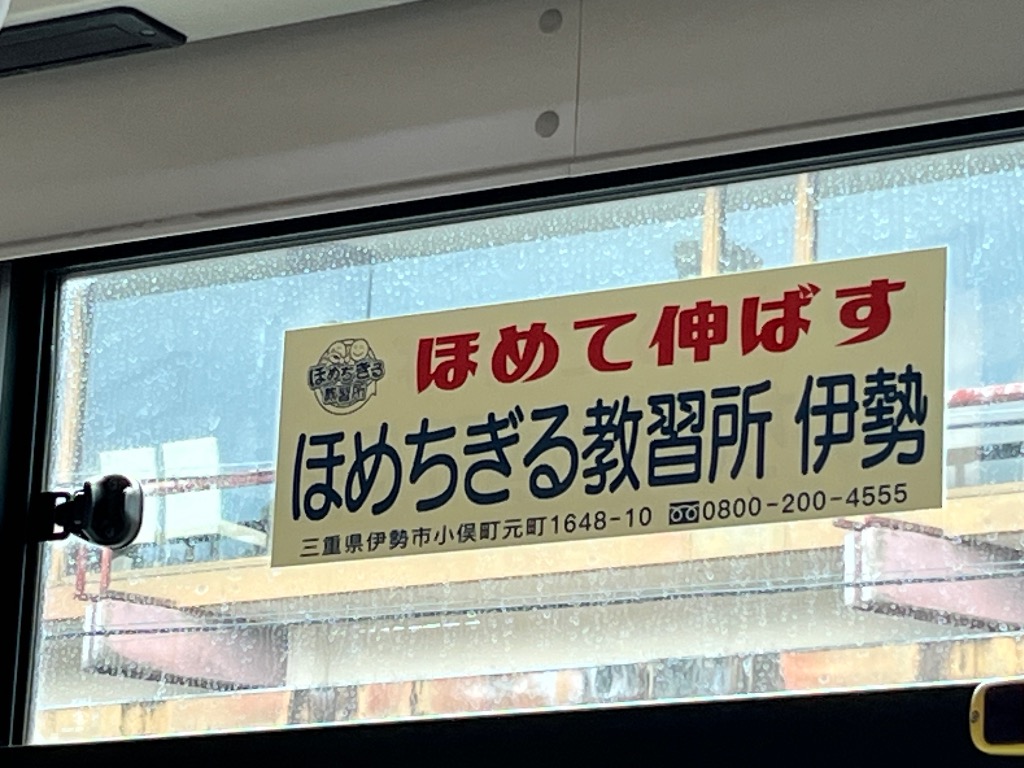 ほめちぎる
教習所
ほめて伸ばす
ほめちぎる教習所 伊勢
三重県伊勢市小俣町元町1648-10 0800-200-4555